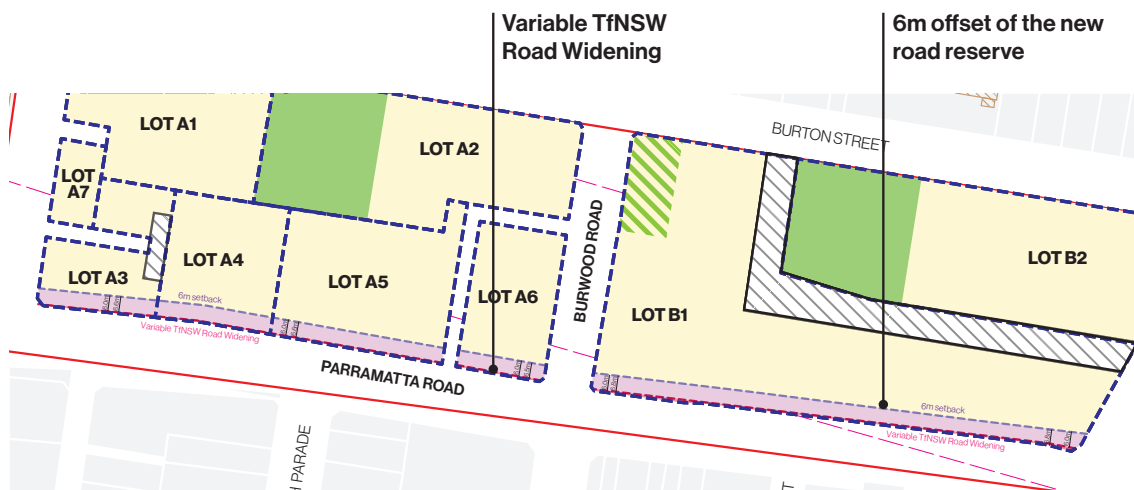 Variable TfNSW
Road Widening
6m offset of the new
road reserve
BURTON STREET
LOT A1
LOT A2
LOT
A7
BURWOOD ROAD
LOT B2
LOT A4
LOT A3
LOT A5
LOT A6
LOT B1
6m setback
Variable TfNSW Road Widening
PARRAMATTA ROAD
6m setback
Variable TfNSW Road Widening
H PARADE